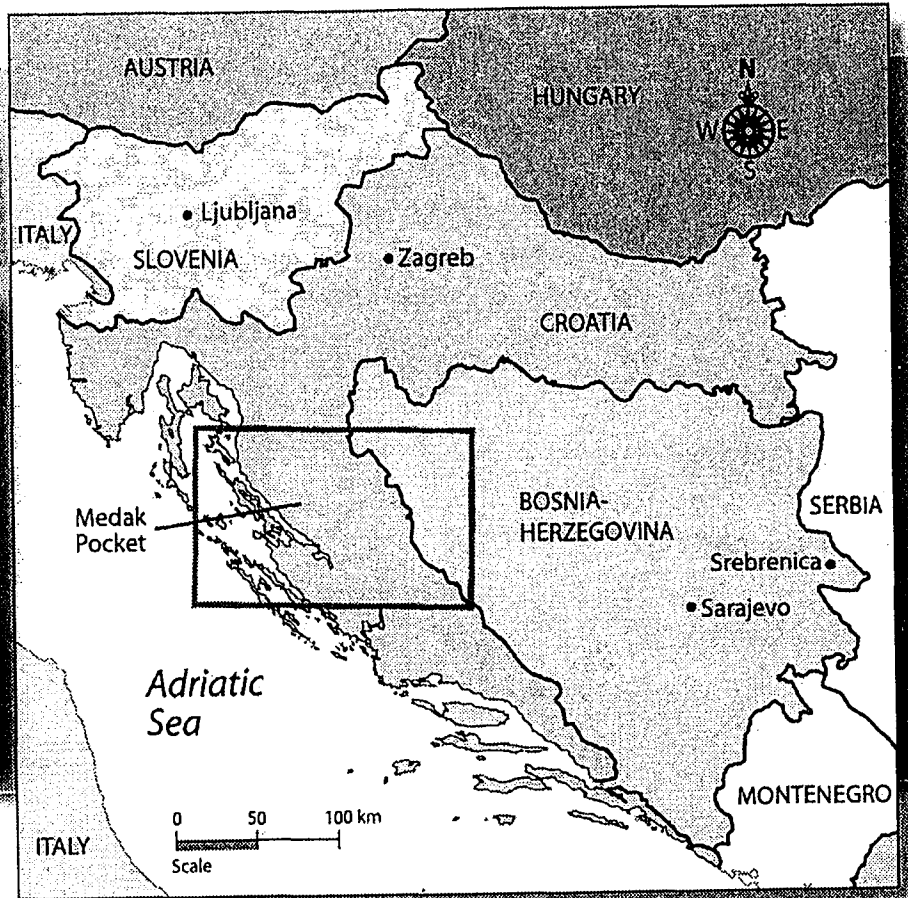 AUSTRIA
HUNGARY
N
W E
S
Ljubljana
ITALY
SLOVENIA
Zagreb
CROATIA
Medak
Pocket
BOSNIA-
HERZEGOVINA
SERBIA
Srebrenica
Sarajevo
Adriatic
Sea
MONTENEGRO
0 50 100 km
Scale
ITALY